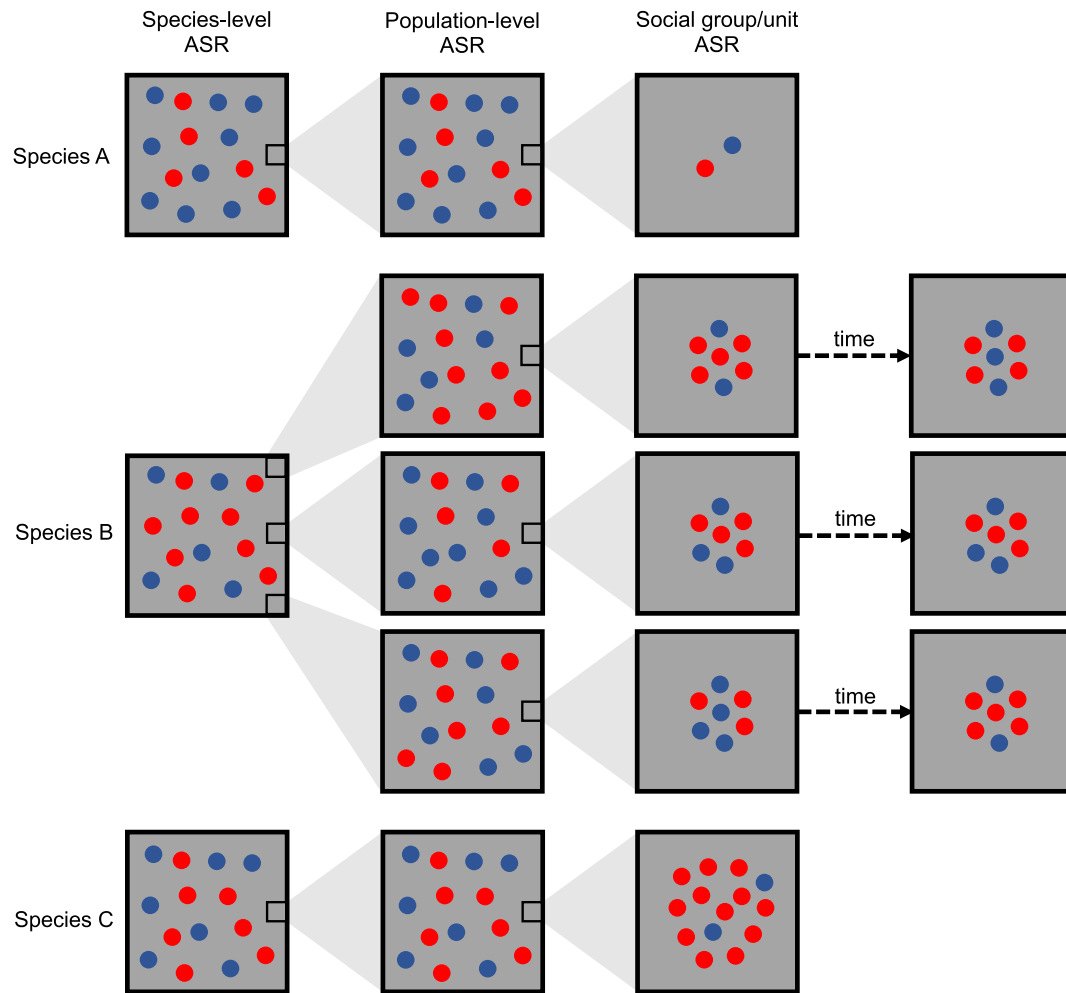 Species-level
ASR
Population-level
ASR
Social group/unit
ASR
Species A
time
Species B
time
time
Species C